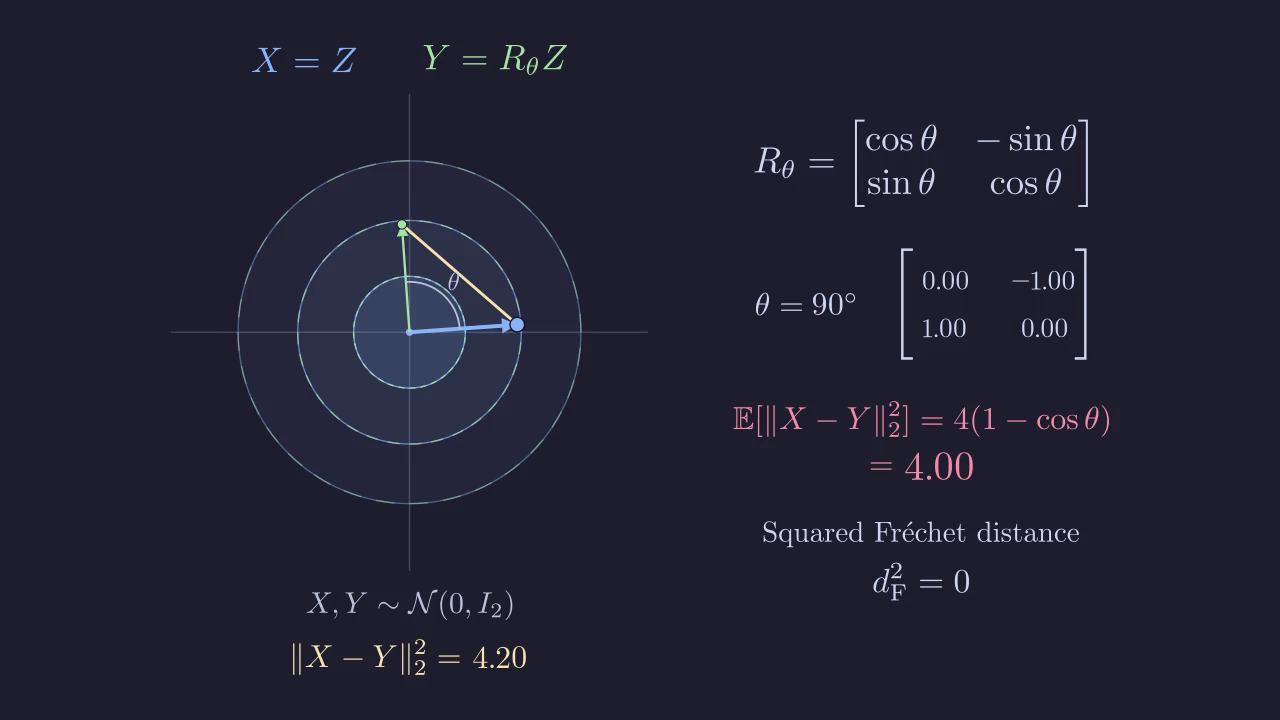 X = Z
Y = R_θ Z
θ
X, Y ∼ 𝒩(0, I₂)
‖X − Y‖₂² = 4.20
R_θ = [cos θ − sin θ
sin θ cos θ]
θ = 90° [0.00 −1.00
1.00 0.00]
𝔼[‖X − Y‖₂²] = 4(1 − cos θ)
= 4.00
Squared Fréchet distance
d_F² = 0